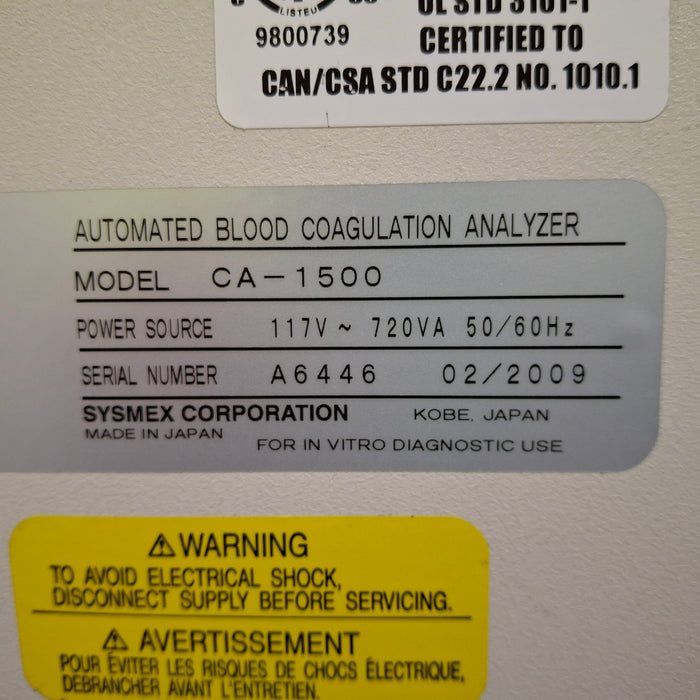 LISTED
9800739
CERTIFIED TO
CAN/CSA STD C22.2 NO. 1010.1
AUTOMATED BLOOD COAGULATION ANALYZER
MODEL CA-1500
POWER SOURCE 117V ~ 720VA 50/60Hz
SERIAL NUMBER A6446 02/2009
SYSMEX CORPORATION KOBE, JAPAN
MADE IN JAPAN
FOR IN VITRO DIAGNOSTIC USE
⚠WARNING
TO AVOID ELECTRICAL SHOCK,
DISCONNECT SUPPLY BEFORE SERVICING.
⚠ AVERTISSEMENT
POUR ÉVITER LES RISQUES DE CHOCS ÉLECTRIQUE,
DEBRANCHER AVANT L'ENTRETIEN.